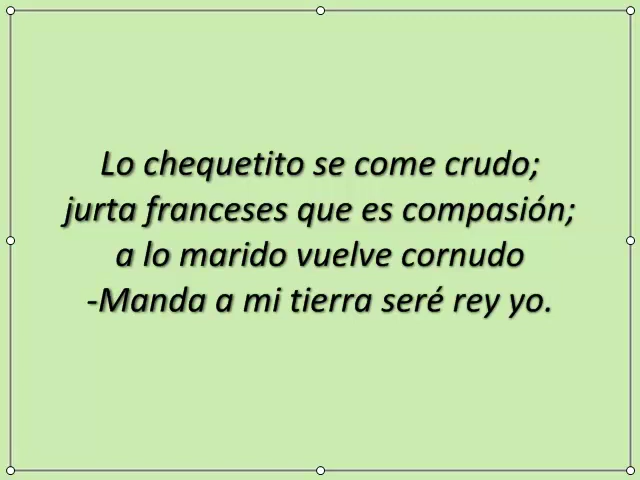 Lo chequetito se come crudo;
jurta franceses que es compasión;
a lo marido vuelve cornudo
-Manda a mi tierra seré rey yo.